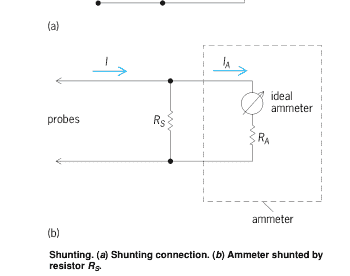 (a)
I
I_A
ideal
ammeter
probes
R_S
R_A
ammeter
(b)
Shunting. (a) Shunting connection. (b) Ammeter shunted by
resistor R_S.